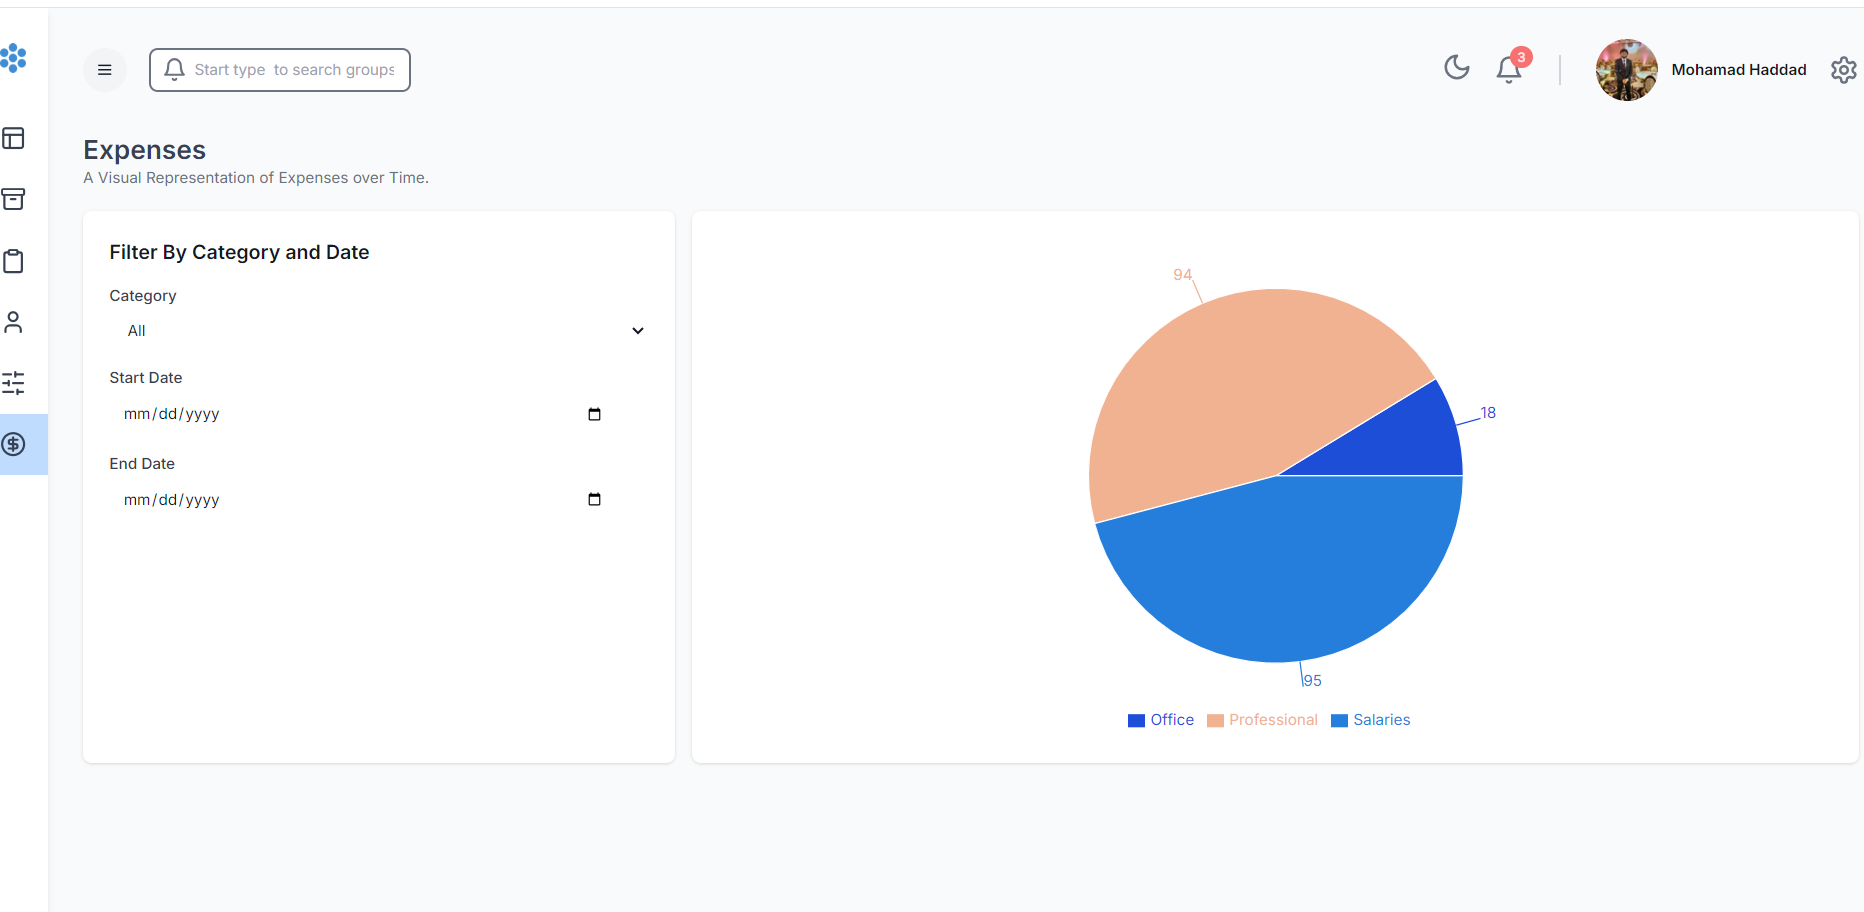 Start type  to search groups
3
Mohamad Haddad
Expenses
A Visual Representation of Expenses over Time.
Filter By Category and Date
Category
All
Start Date
mm/dd/yyyy
End Date
mm/dd/yyyy
94
18
95
Office Professional Salaries